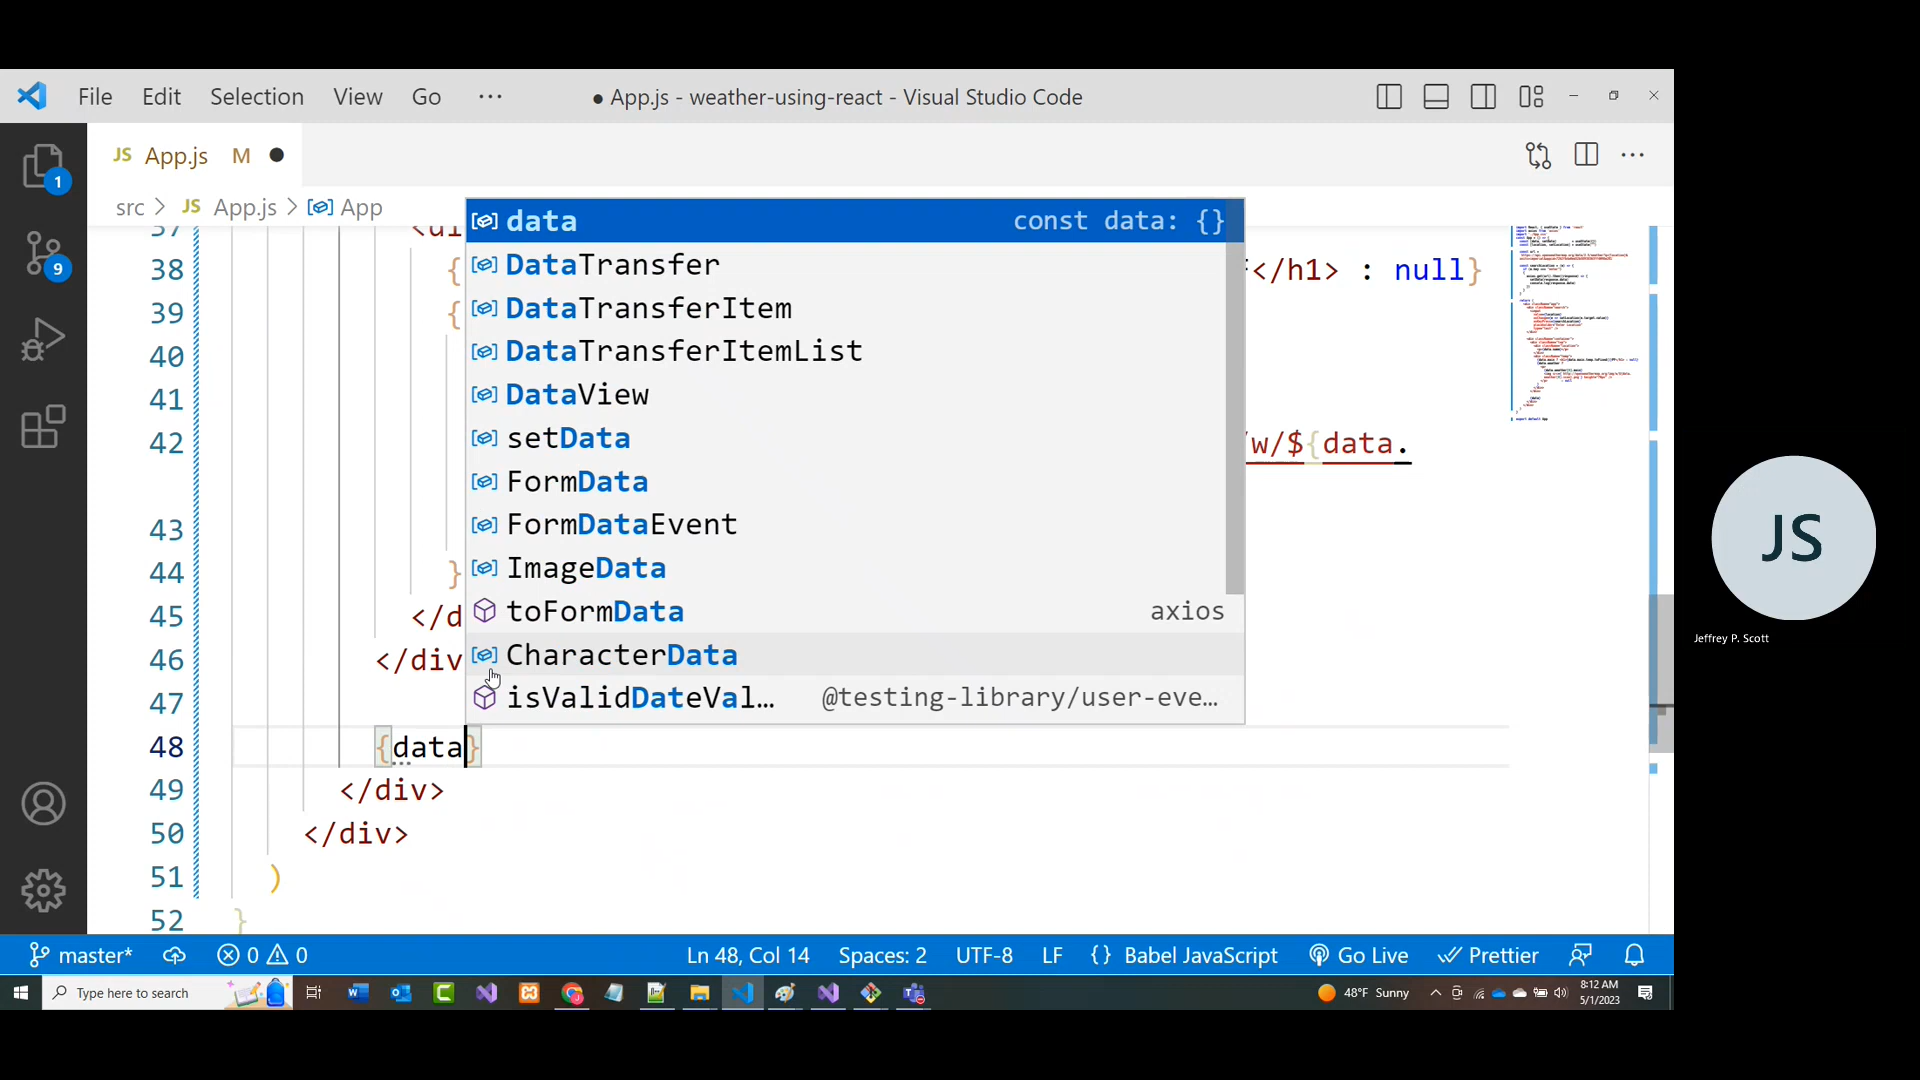 File Edit Selection View Go ··· ● App.js - weather-using-react - Visual Studio Code
JS App.js M ●
src > JS App.js > App
1
9
37 <di
38 { </h1> : null}
39 {
40
41
42 /w/${data.
43
44 }
45 </d
46 </div
47
48 {data}
49 </div>
50 </div>
51 )
52 }
data const data: {}
DataTransfer
DataTransferItem
DataTransferItemList
DataView
setData
FormData
FormDataEvent
ImageData
toFormData axios
CharacterData
isValidDateVal… @testing-library/user-eve…
JS
Jeffrey P. Scott
master* 0 0 Ln 48, Col 14 Spaces: 2 UTF-8 LF {} Babel JavaScript Go Live Prettier
Type here to search 48°F Sunny 8:12 AM
5/1/2023